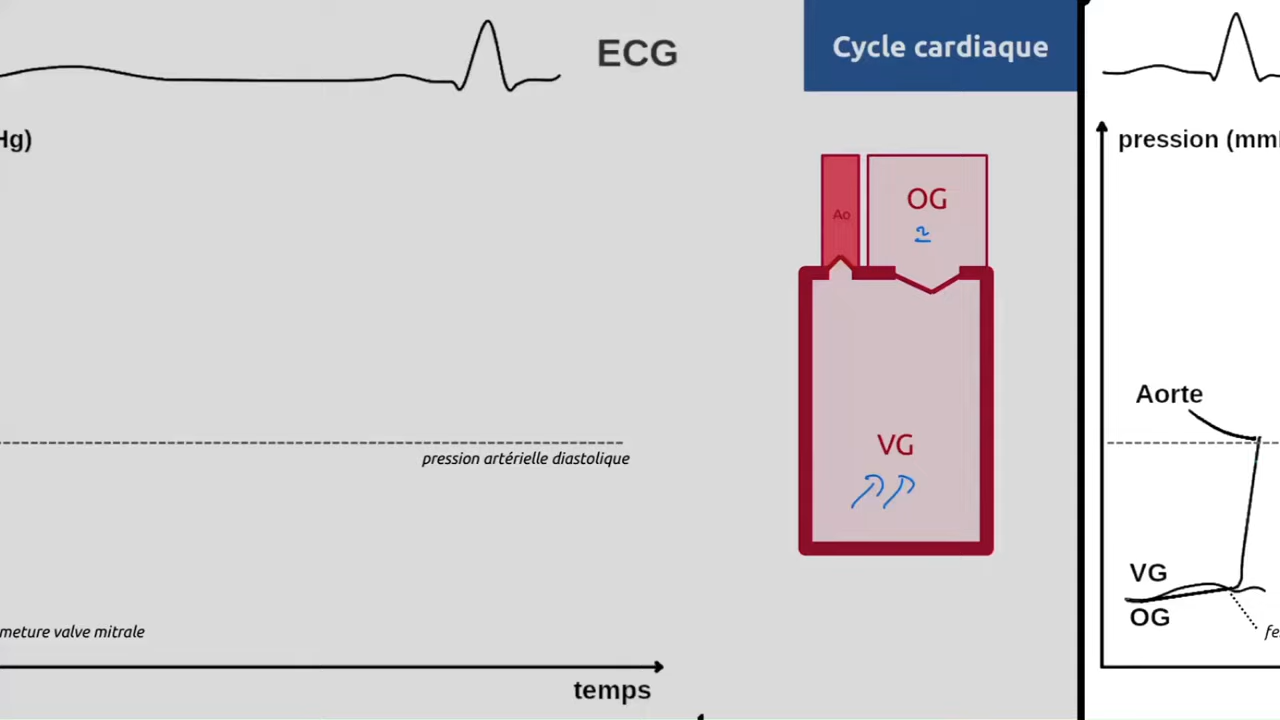 ECG
Cycle cardiaque
Hg)
pression (mm
Ao
OG
Aorte
VG
pression artérielle diastolique
VG
OG
meture valve mitrale
fe
temps